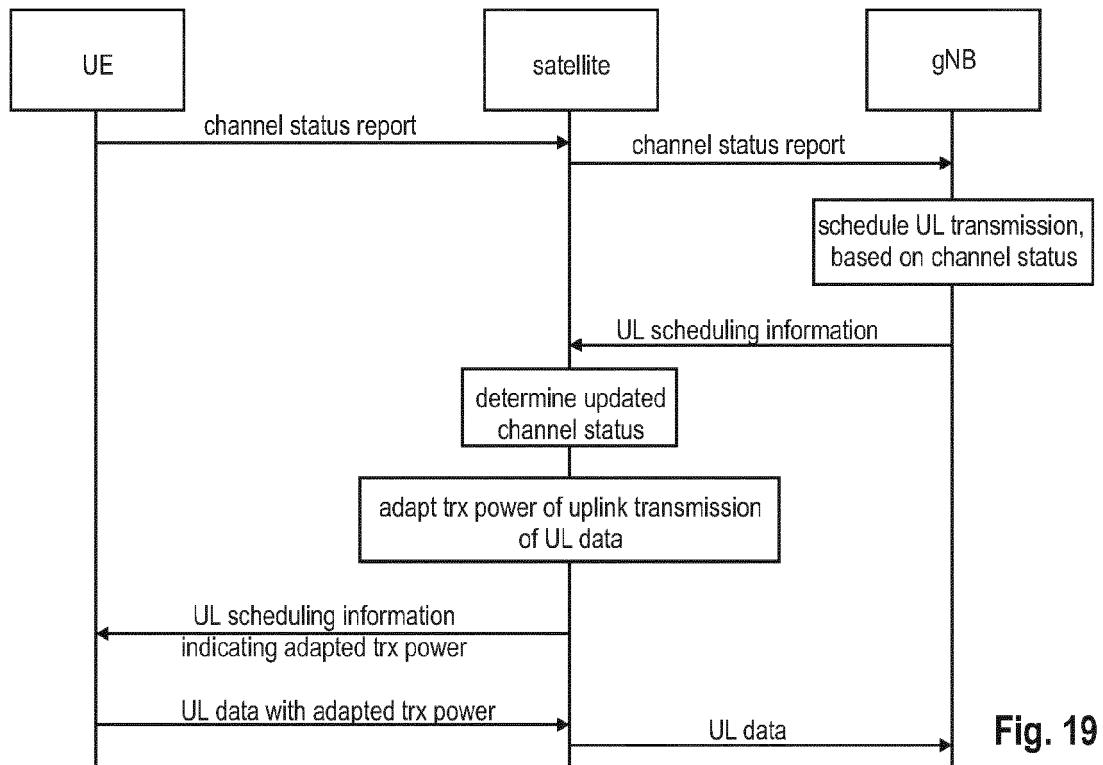 UE
satellite
gNB
channel status report
channel status report
schedule UL transmission,
based on channel status
UL scheduling information
determine updated
channel status
adapt trx power of uplink transmission
of UL data
UL scheduling information
indicating adapted trx power
UL data with adapted trx power
UL data
Fig. 19